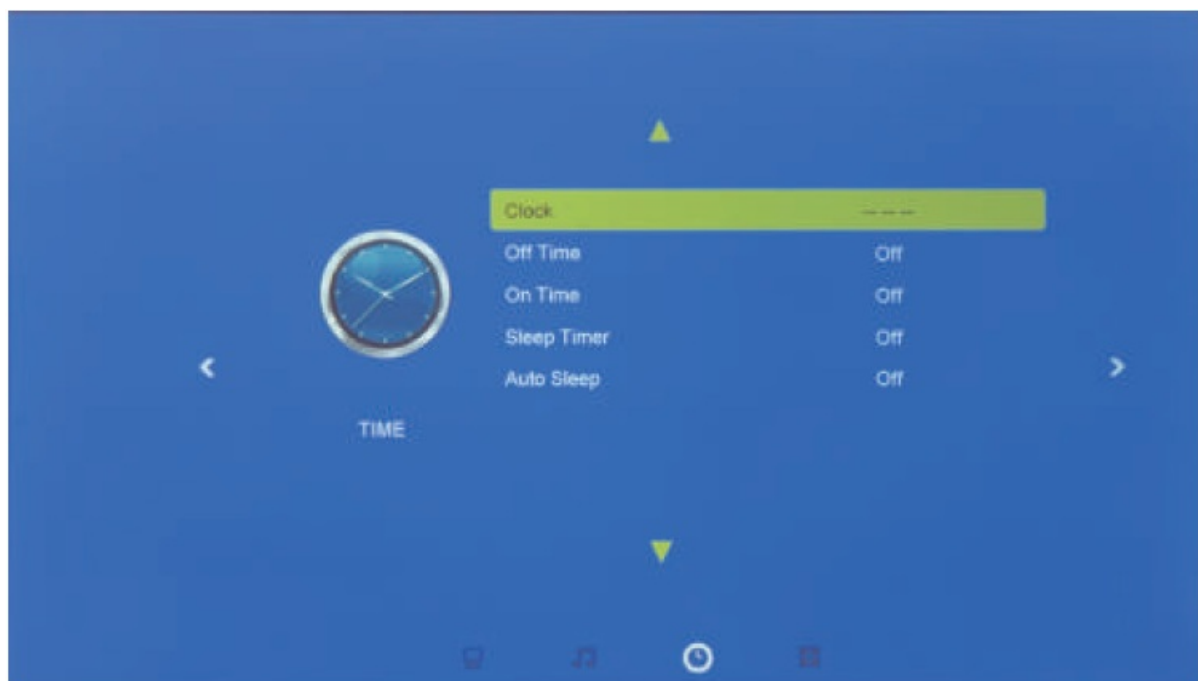 Clock --- --- ---
Off Time Off
On Time Off
Sleep Timer Off
Auto Sleep Off
TIME